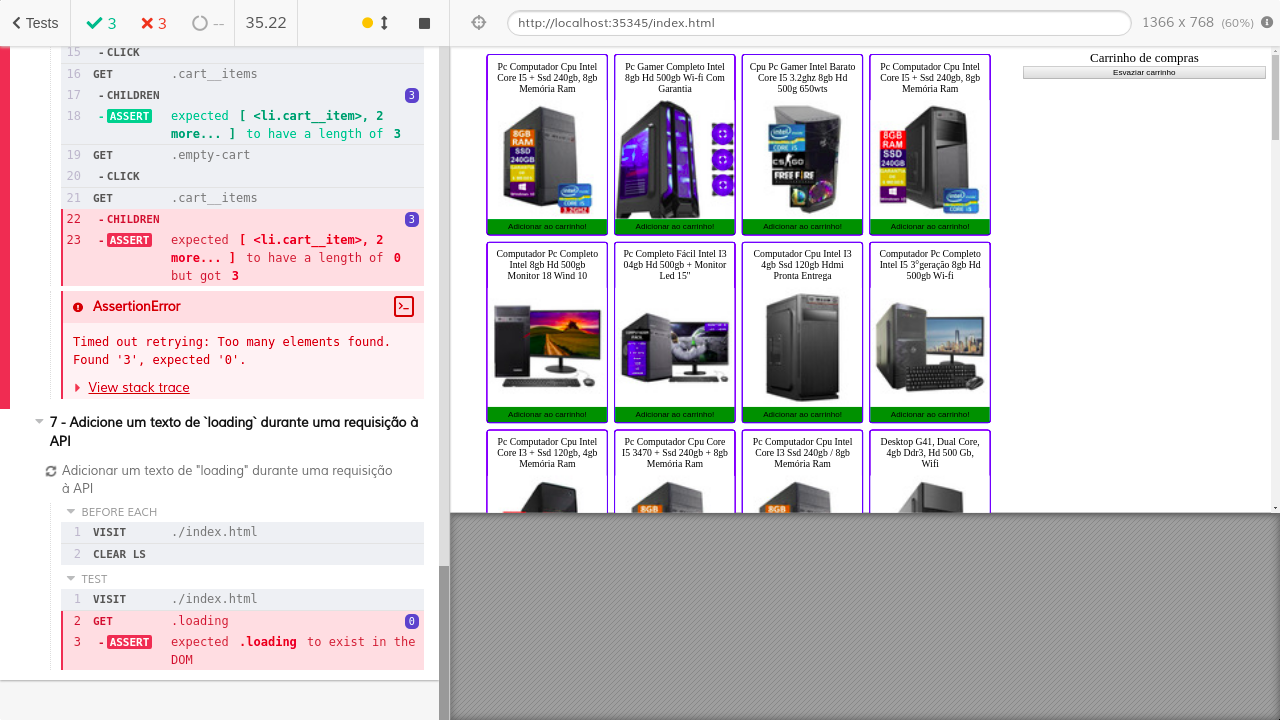 Tests
3
3
--
35.22
http://localhost:35345/index.html
1366 x 768 (60%)
15 - CLICK
16 GET .cart__items
17 - CHILDREN 3
18 - ASSERT expected [ <li.cart__item>, 2
more... ] to have a length of 3
19 GET .empty-cart
20 - CLICK
21 GET .cart__items
22 - CHILDREN 3
23 - ASSERT expected [ <li.cart__item>, 2
more... ] to have a length of 0
but got 3
AssertionError
Timed out retrying: Too many elements found.
Found '3', expected '0'.
View stack trace
7 - Adicione um texto de `loading` durante uma requisição à
API
Adicionar um texto de "loading" durante uma requisição
à API
BEFORE EACH
1 VISIT ./index.html
2 CLEAR LS
TEST
1 VISIT ./index.html
2 GET .loading 0
3 - ASSERT expected .loading to exist in the
DOM
Pc Computador Cpu Intel
Core I5 + Ssd 240gb, 8gb
Memória Ram
8GB
RAM
SSD
240GB
Adicionar ao carrinho!
Pc Gamer Completo Intel
8gb Hd 500gb Wi-fi Com
Garantia
Adicionar ao carrinho!
Cpu Pc Gamer Intel Barato
Core I5 3.2ghz 8gb Hd
500g 650wts
Adicionar ao carrinho!
Pc Computador Cpu Intel
Core I5 + Ssd 240gb, 8gb
Memória Ram
8GB
RAM
SSD
240GB
Adicionar ao carrinho!
Computador Pc Completo
Intel 8gb Hd 500gb
Monitor 18 Wind 10
Adicionar ao carrinho!
Pc Completo Fácil Intel I3
04gb Hd 500gb + Monitor
Led 15"
Adicionar ao carrinho!
Computador Cpu Intel I3
4gb Ssd 120gb Hdmi
Pronta Entrega
Adicionar ao carrinho!
Computador Pc Completo
Intel I5 3°geração 8gb Hd
500gb Wi-fi
Adicionar ao carrinho!
Pc Computador Cpu Intel
Core I3 + Ssd 120gb, 4gb
Memória Ram
Pc Computador Cpu Core
I5 3470 + Ssd 240gb + 8gb
Memória Ram
8GB
Pc Computador Cpu Intel
Core I3 Ssd 240gb / 8gb
Memória Ram
8GB
Desktop G41, Dual Core,
4gb Ddr3, Hd 500 Gb,
Wifi
Carrinho de compras
Esvaziar carrinho